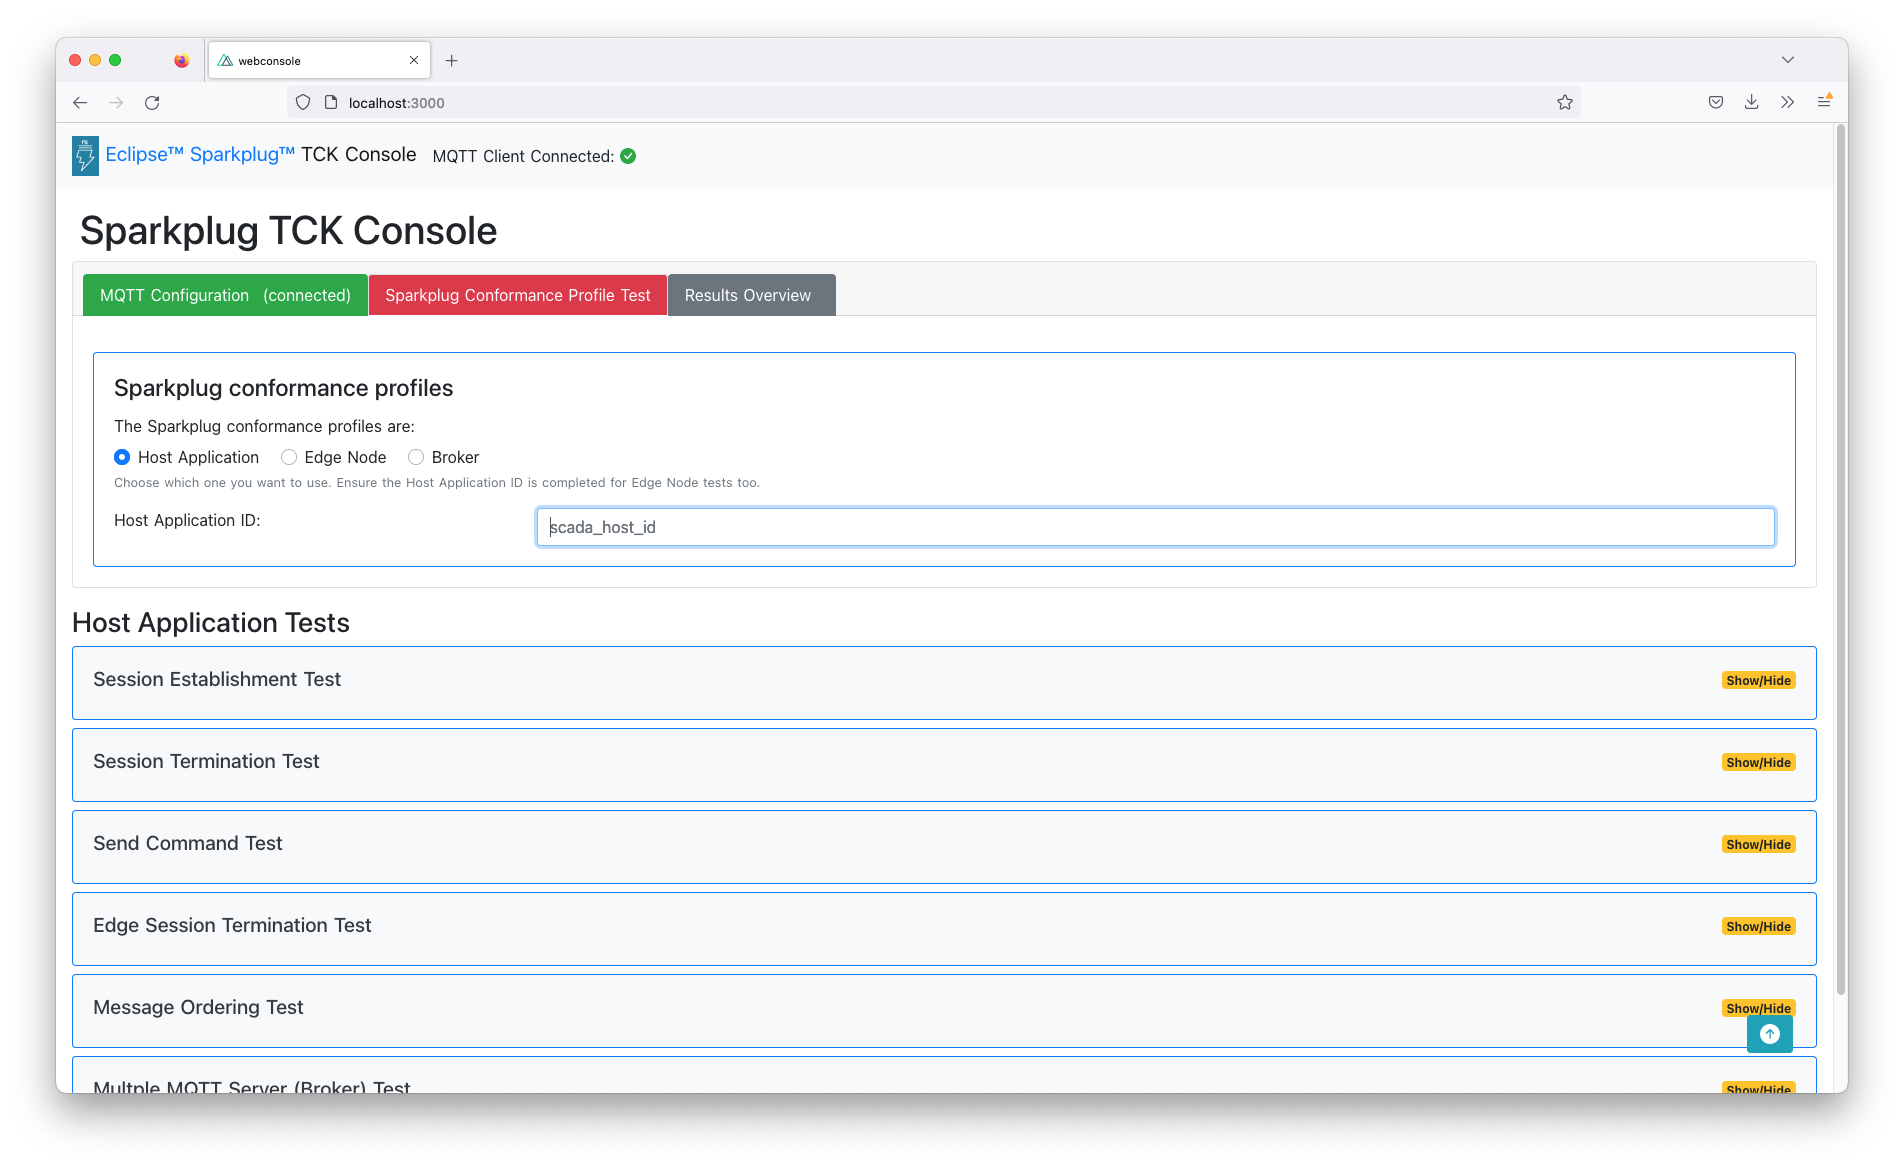 webconsole
localhost:3000
Eclipse™ Sparkplug™ TCK Console MQTT Client Connected:
Sparkplug TCK Console
MQTT Configuration (connected) Sparkplug Conformance Profile Test Results Overview
Sparkplug conformance profiles
The Sparkplug conformance profiles are:
Host Application Edge Node Broker
Choose which one you want to use. Ensure the Host Application ID is completed for Edge Node tests too.
Host Application ID: scada_host_id
Host Application Tests
Session Establishment Test Show/Hide
Session Termination Test Show/Hide
Send Command Test Show/Hide
Edge Session Termination Test Show/Hide
Message Ordering Test Show/Hide
Multple MQTT Server (Broker) Test Show/Hide